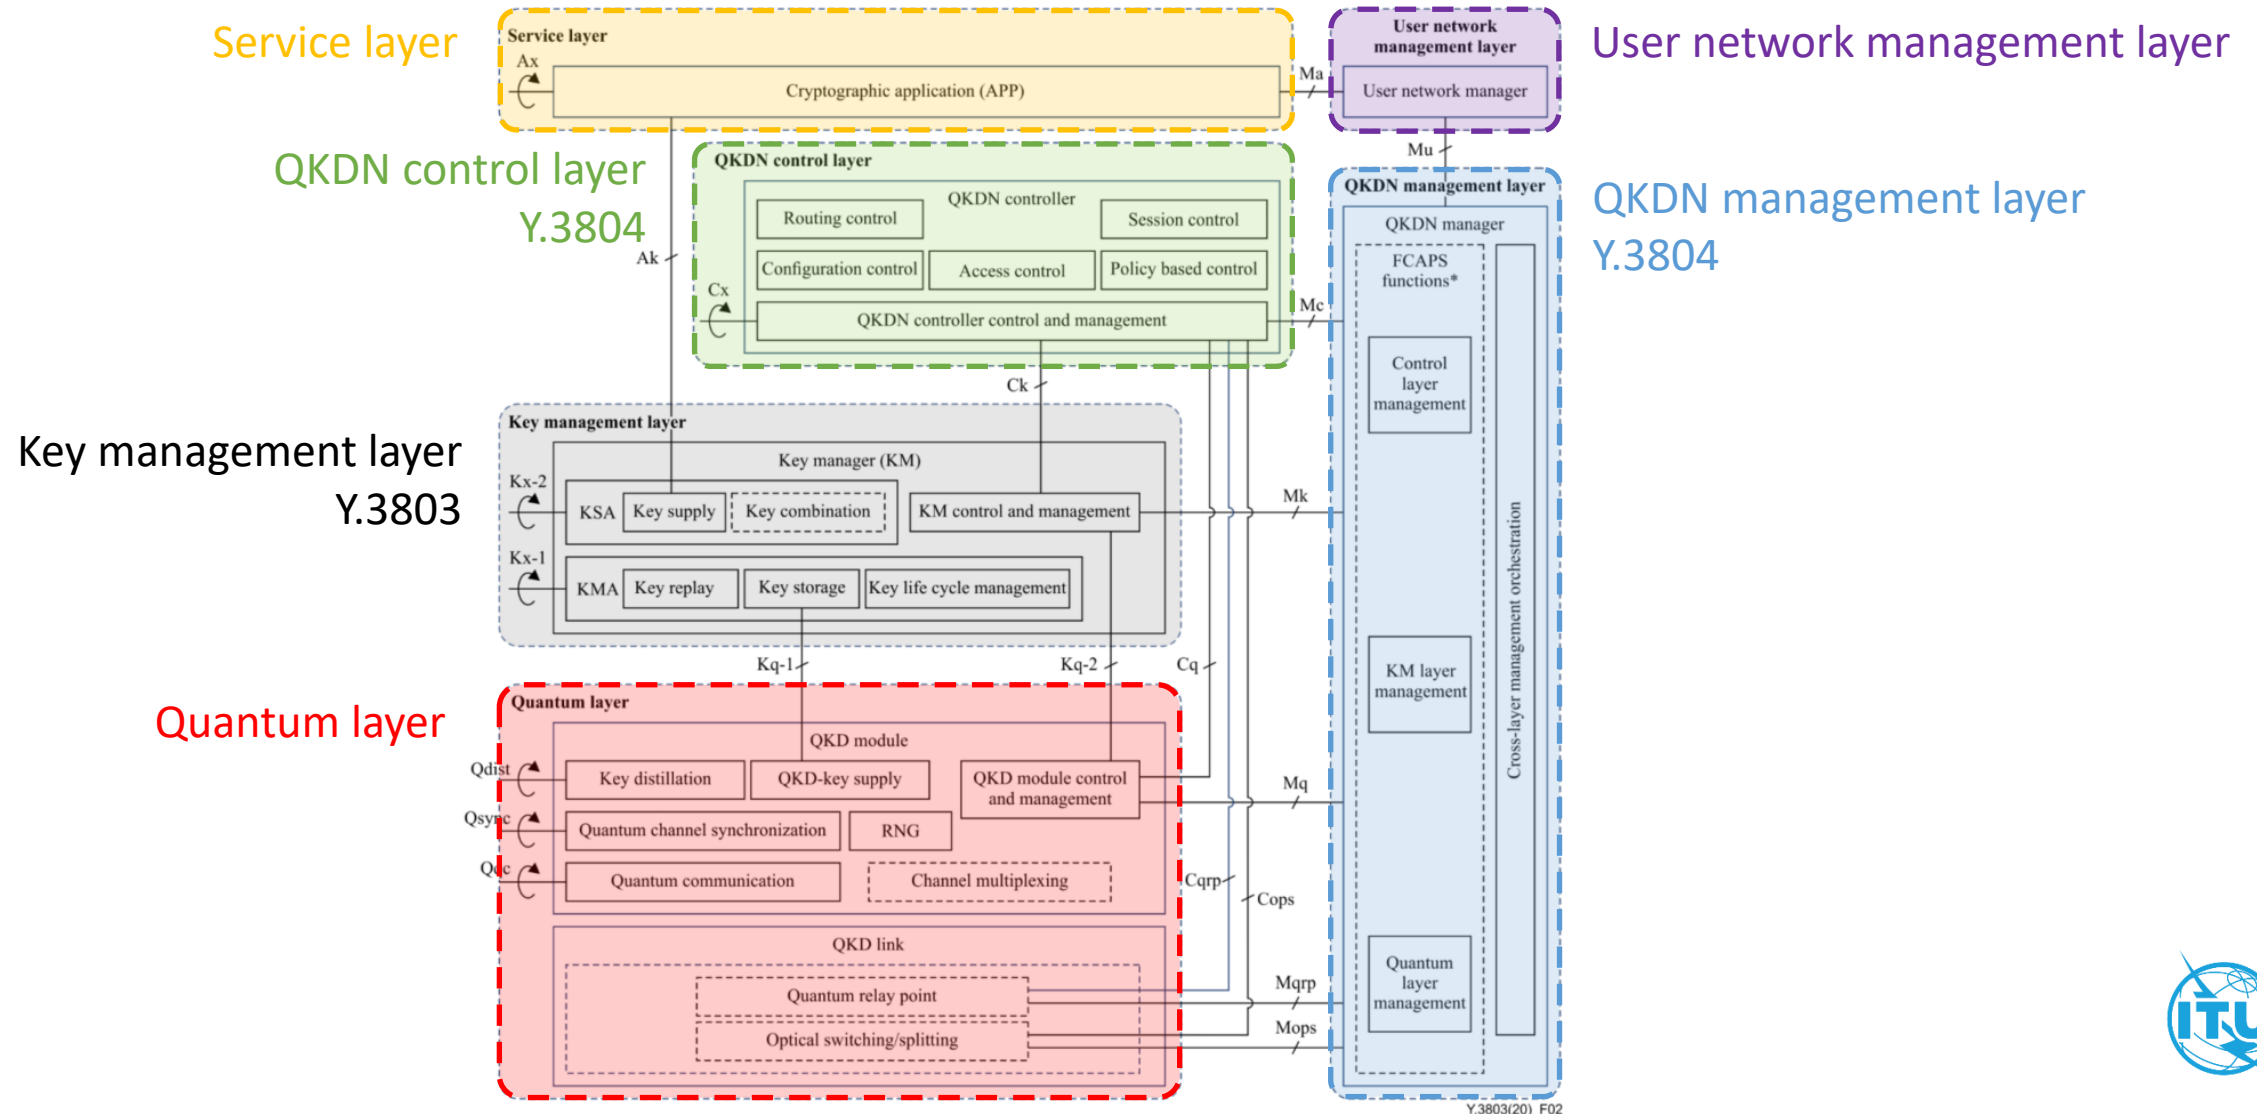 Service layer
Service layer
Ax
Cryptographic application (APP)
Ma
User network
management layer
User network manager
User network management layer
Mu
QKDN control layer
Y.3804
QKDN control layer
QKDN controller
Routing control
Session control
Configuration control
Access control
Policy based control
Cx
QKDN controller control and management
Mc
Ak
Ck
QKDN management layer
QKDN manager
FCAPS
functions*
Control
layer
management
KM layer
management
Quantum
layer
management
Cross-layer management orchestration
QKDN management layer
Y.3804
Key management layer
Y.3803
Key management layer
Key manager (KM)
Kx-2
KSA
Key supply
Key combination
KM control and management
Mk
Kx-1
KMA
Key replay
Key storage
Key life cycle management
Kq-1
Kq-2
Cq
Quantum layer
Quantum layer
QKD module
Qdist
Key distillation
QKD-key supply
QKD module control
and management
Mq
Qsync
Quantum channel synchronization
RNG
Quantum communication
Channel multiplexing
Cqrp
Cops
QKD link
Quantum relay point
Mqrp
Optical switching/splitting
Mops
ITU
Y.3803(20)_F02